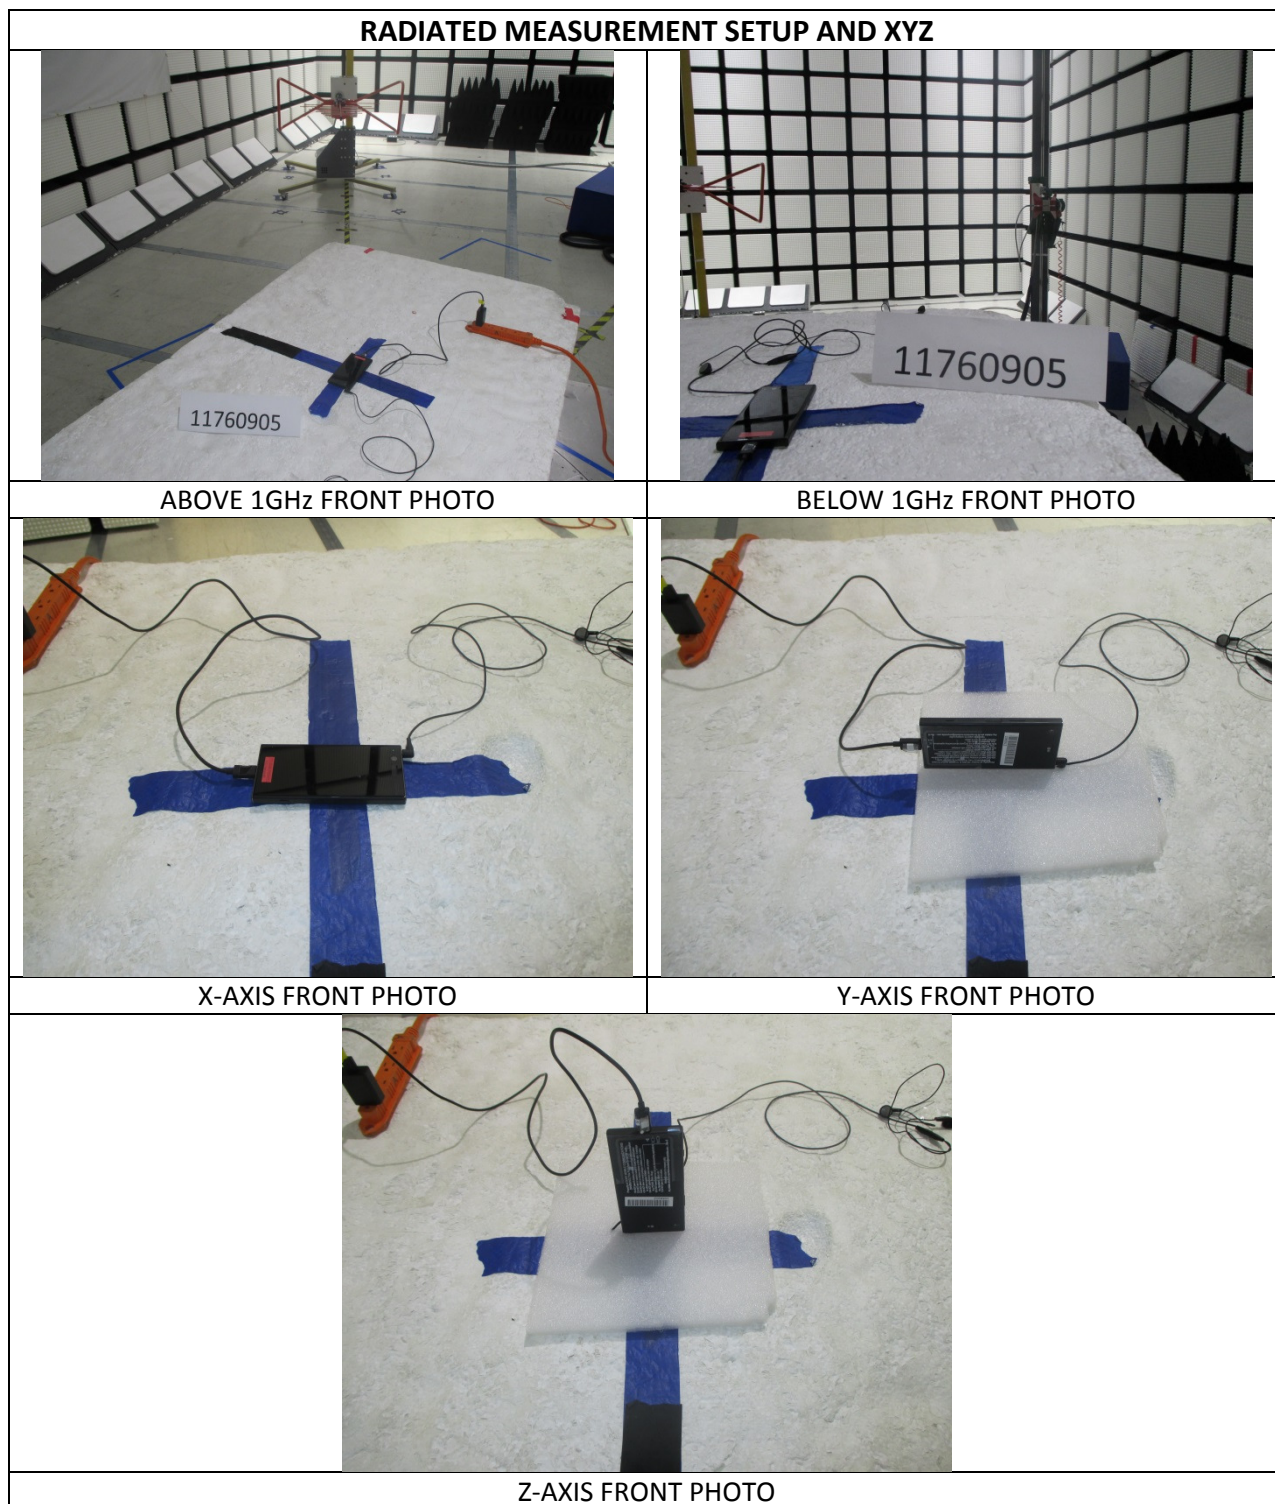 RADIATED MEASUREMENT SETUP AND XYZ
11760905
11760905
ABOVE 1GHz FRONT PHOTO
BELOW 1GHz FRONT PHOTO
X-AXIS FRONT PHOTO
Y-AXIS FRONT PHOTO
Z-AXIS FRONT PHOTO